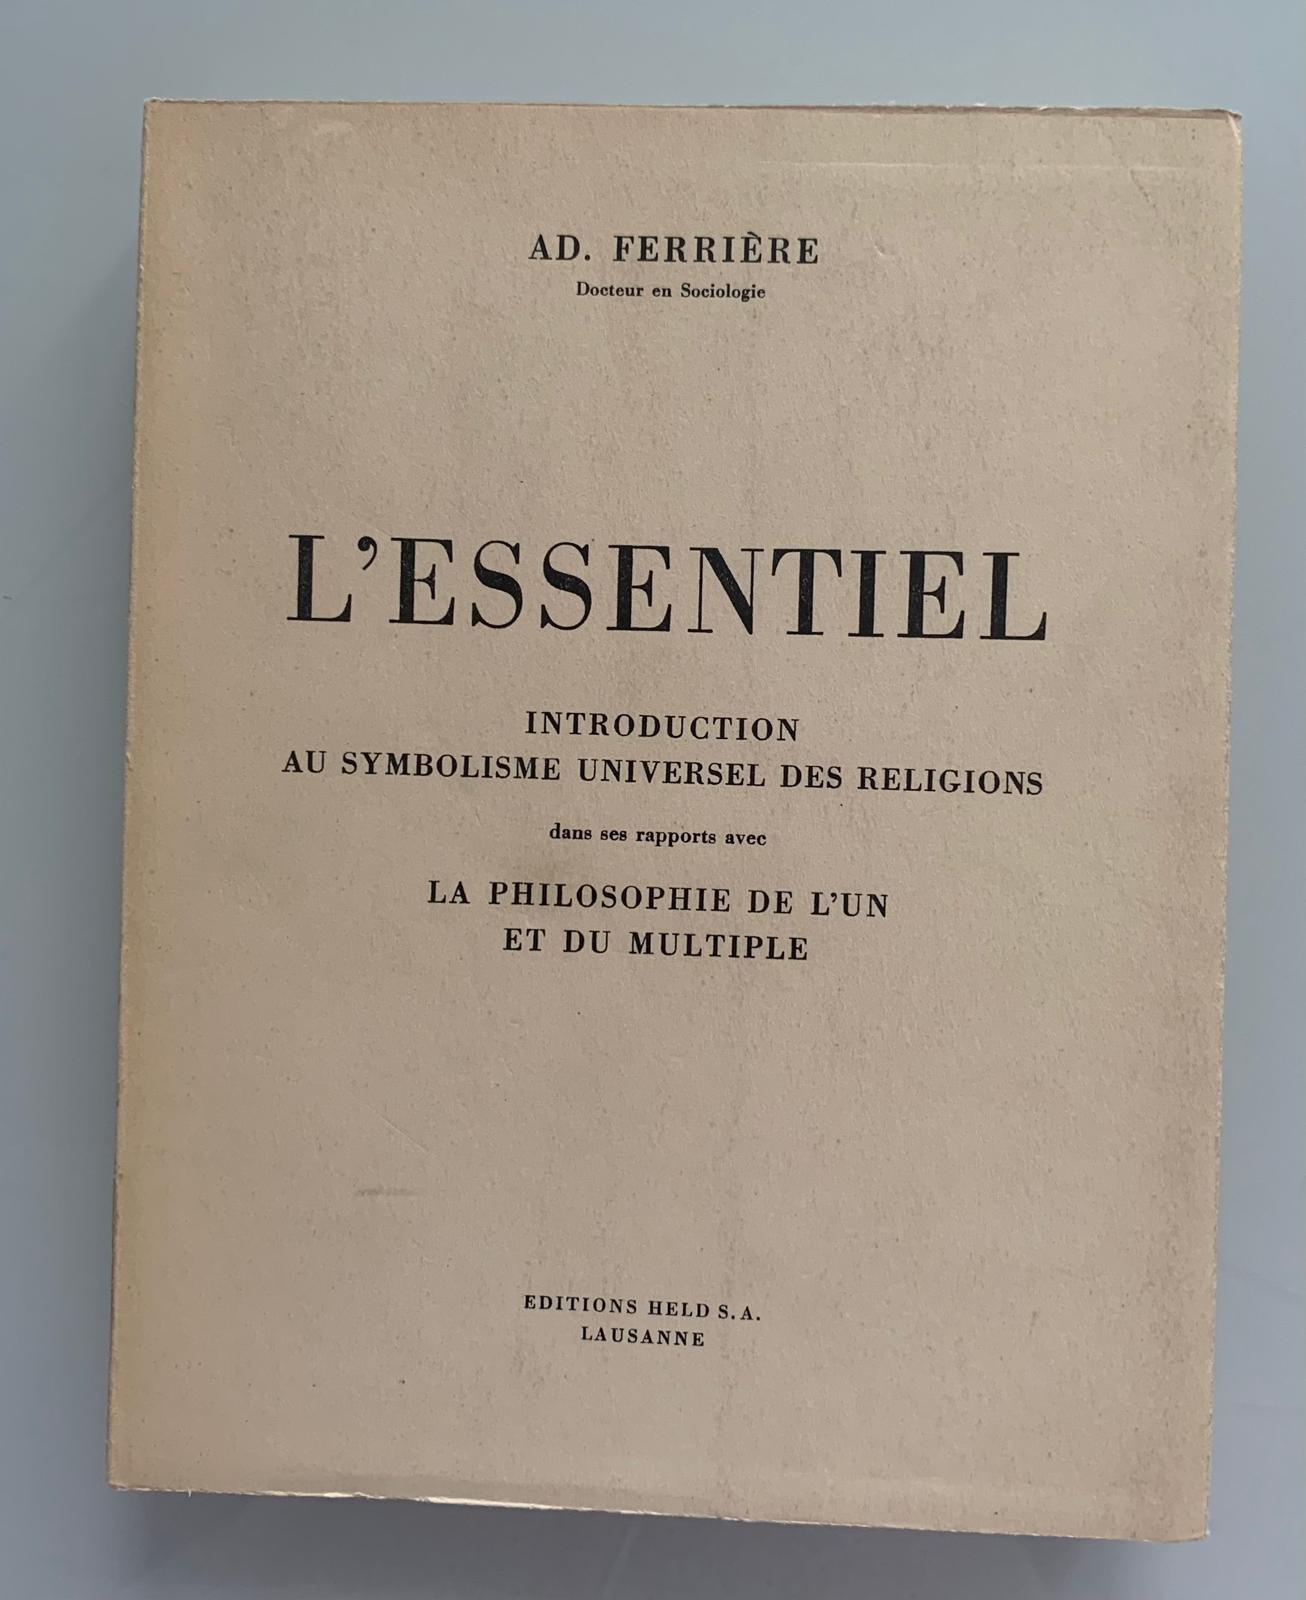 AD. FERRIÈRE
Docteur en Sociologie
L'ESSENTIEL
INTRODUCTION
AU SYMBOLISME UNIVERSEL DES RELIGIONS
dans ses rapports avec
LA PHILOSOPHIE DE L'UN
ET DU MULTIPLE
EDITIONS HELD S.A.
LAUSANNE